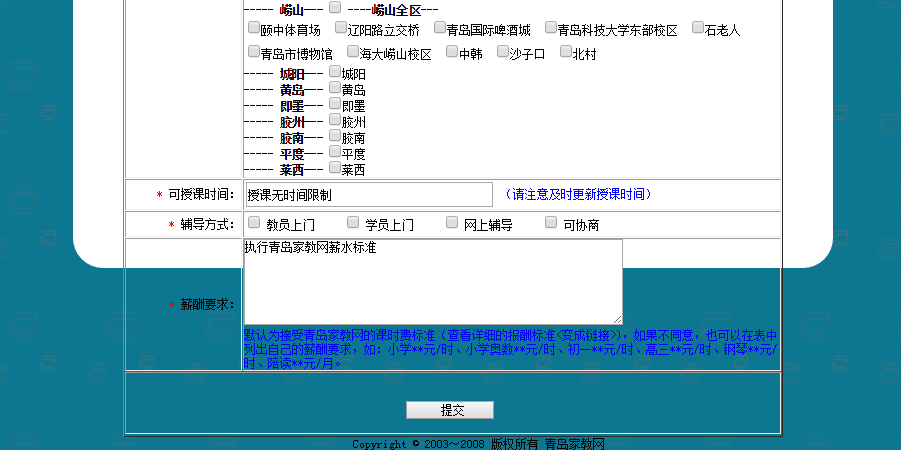 ----- 崂山--- ----崂山全区---
颐中体育场 辽阳路立交桥 青岛国际啤酒城 青岛科技大学东部校区 石老人
青岛市博物馆 海大崂山校区 中韩 沙子口 北村
----- 城阳--- 城阳
----- 黄岛--- 黄岛
----- 即墨--- 即墨
----- 胶州--- 胶州
----- 胶南--- 胶南
----- 平度--- 平度
----- 莱西--- 莱西
* 可授课时间: 授课无时间限制 (请注意及时更新授课时间)
* 辅导方式: 教员上门 学员上门 网上辅导 可协商
执行青岛家教网薪水标准
* 薪酬要求:
默认为接受青岛家教网的课时费标准(查看详细的报酬标准<变成链接>),如果不同意,也可以在表中
列出自己的薪酬要求,如:小学**元/时、小学奥数**元/时、初一**元/时、高三**元/时、钢琴**元/
时、陪读**元/月。
提交
Copyright © 2003～2008 版权所有 青岛家教网